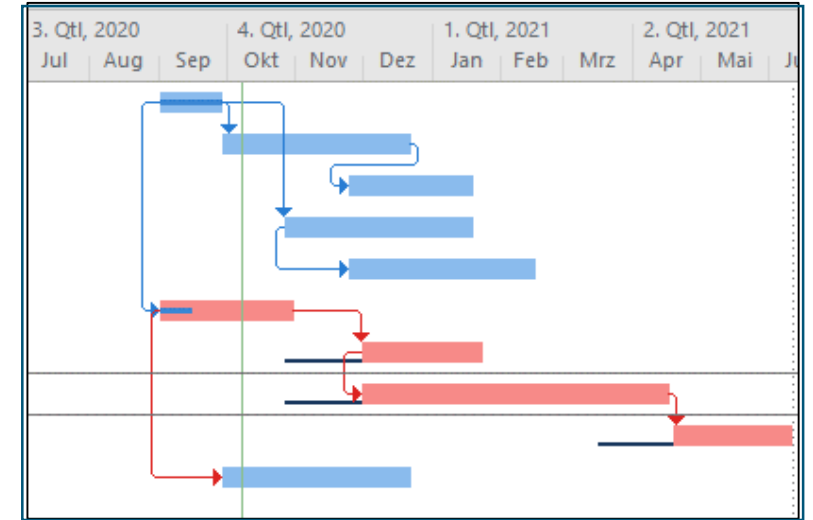 3. Qtl, 2020 4. Qtl, 2020 1. Qtl, 2021 2. Qtl, 2021
Jul Aug Sep Okt Nov Dez Jan Feb Mrz Apr Mai